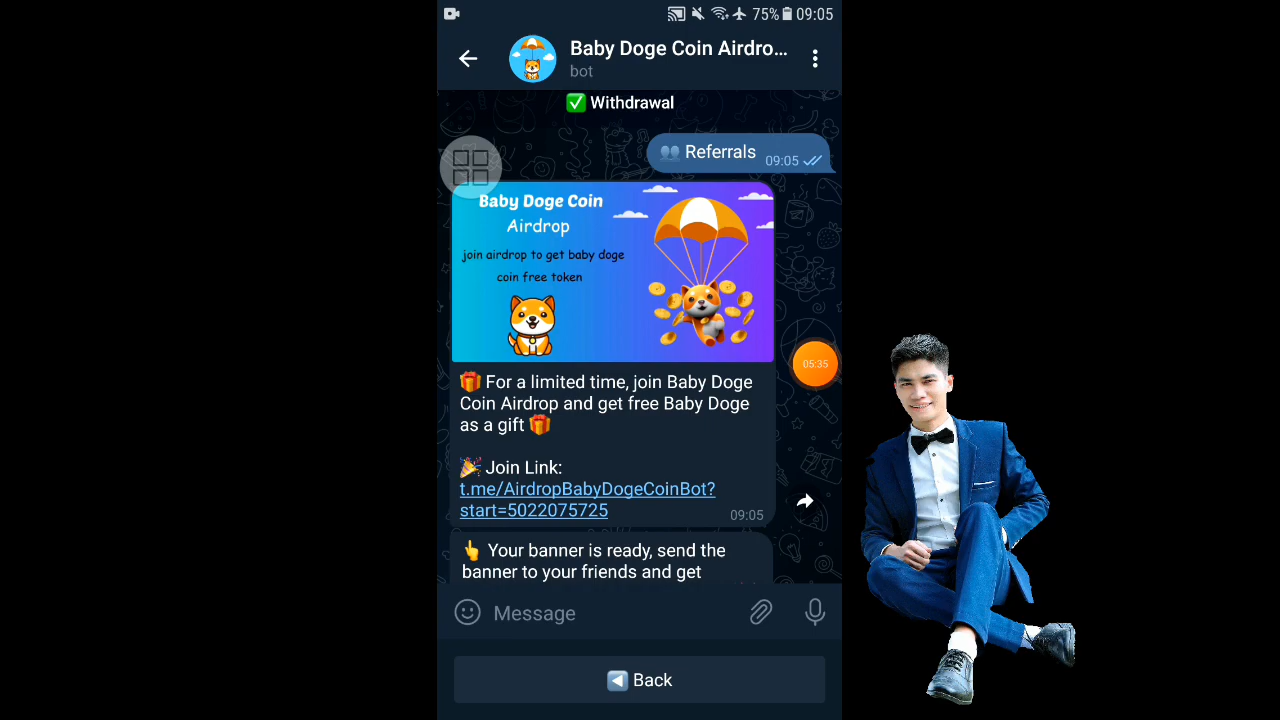 75% 09:05
Baby Doge Coin Airdro...
bot
✅ Withdrawal
👥 Referrals 09:05
Baby Doge Coin
Airdrop
join airdrop to get baby doge
coin free token
05:35
🎁 For a limited time, join Baby Doge
Coin Airdrop and get free Baby Doge
as a gift 🎁
🎉 Join Link:
t.me/AirdropBabyDogeCoinBot?
start=5022075725
09:05
👆 Your banner is ready, send the
banner to your friends and get
Message
◀️ Back